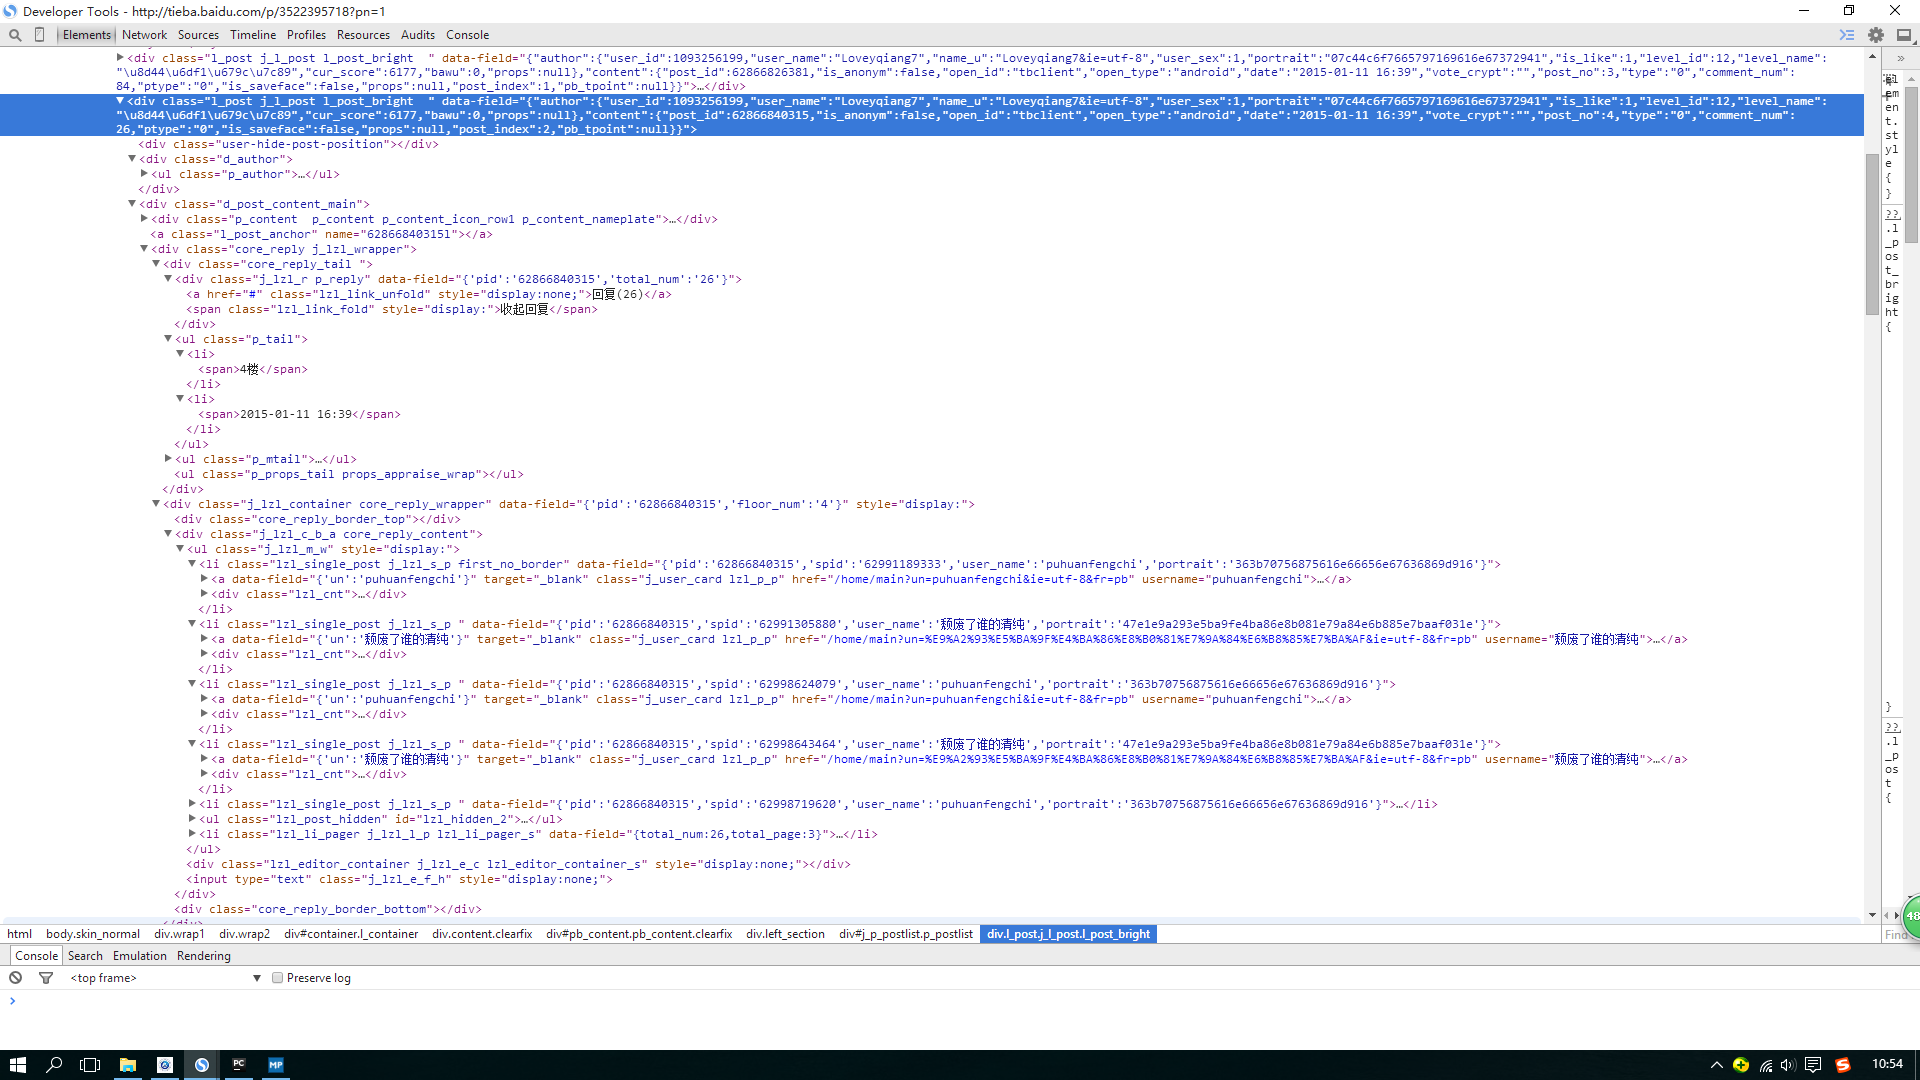 Developer Tools - http://tieba.baidu.com/p/3522395718?pn=1
Elements Network Sources Timeline Profiles Resources Audits Console
<div class="l_post j_l_post l_post_bright  " data-field="{"author":{"user_id":1093256199,"user_name":"Loveyqiang7","name_u":"Loveyqiang7&ie=utf-8","user_sex":1,"portrait":"07c44c6f7665797169616e67372941","is_like":1,"level_id":12,"level_name":
"\u8d44\u6df1\u679c\u7c89","cur_score":6177,"bawu":0,"props":null},"content":{"post_id":62866826381,"is_anonym":false,"open_id":"tbclient","open_type":"android","date":"2015-01-11 16:39","vote_crypt":"","post_no":3,"type":"0","comment_num":
84,"ptype":"0","is_saveface":false,"props":null,"post_index":1,"pb_tpoint":null}}">…</div>
<div class="l_post j_l_post l_post_bright  " data-field="{"author":{"user_id":1093256199,"user_name":"Loveyqiang7","name_u":"Loveyqiang7&ie=utf-8","user_sex":1,"portrait":"07c44c6f7665797169616e67372941","is_like":1,"level_id":12,"level_name":
"\u8d44\u6df1\u679c\u7c89","cur_score":6177,"bawu":0,"props":null},"content":{"post_id":62866840315,"is_anonym":false,"open_id":"tbclient","open_type":"android","date":"2015-01-11 16:39","vote_crypt":"","post_no":4,"type":"0","comment_num":
26,"ptype":"0","is_saveface":false,"props":null,"post_index":2,"pb_tpoint":null}}">
<div class="user-hide-post-position"></div>
<div class="d_author">
<ul class="p_author">…</ul>
</div>
<div class="d_post_content_main">
<div class="p_content  p_content p_content_icon_row1 p_content_nameplate">…</div>
<a class="l_post_anchor" name="62866840315l"></a>
<div class="core_reply j_lzl_wrapper">
<div class="core_reply_tail ">
<div class="j_lzl_r p_reply" data-field="{'pid':'62866840315','total_num':'26'}">
<a href="#" class="lzl_link_unfold" style="display:none;">回复(26)</a>
<span class="lzl_link_fold" style="display:">收起回复</span>
</div>
<ul class="p_tail">
<li>
<span>4楼</span>
</li>
<li>
<span>2015-01-11 16:39</span>
</li>
</ul>
<ul class="p_mtail">…</ul>
<ul class="p_props_tail props_appraise_wrap"></ul>
</div>
<div class="j_lzl_container core_reply_wrapper" data-field="{'pid':'62866840315','floor_num':'4'}" style="display:">
<div class="core_reply_border_top"></div>
<div class="j_lzl_c_b_a core_reply_content">
<ul class="j_lzl_m_w" style="display:">
<li class="lzl_single_post j_lzl_s_p first_no_border" data-field="{'pid':'62866840315','spid':'62991189333','user_name':'puhuanfengchi','portrait':'363b70756875616e66656e67636869d916'}">
<a data-field="{'un':'puhuanfengchi'}" target="_blank" class="j_user_card lzl_p_p" href="/home/main?un=puhuanfengchi&ie=utf-8&fr=pb" username="puhuanfengchi">…</a>
<div class="lzl_cnt">…</div>
</li>
<li class="lzl_single_post j_lzl_s_p " data-field="{'pid':'62866840315','spid':'62991305880','user_name':'颓废了谁的清纯','portrait':'47e1e9a293e5ba9fe4ba86e8b081e79a84e6b885e7baaf031e'}">
<a data-field="{'un':'颓废了谁的清纯'}" target="_blank" class="j_user_card lzl_p_p" href="/home/main?un=%E9%A2%93%E5%BA%9F%E4%BA%86%E8%B0%81%E7%9A%84%E6%B8%85%E7%BA%AF&ie=utf-8&fr=pb" username="颓废了谁的清纯">…</a>
<div class="lzl_cnt">…</div>
</li>
<li class="lzl_single_post j_lzl_s_p " data-field="{'pid':'62866840315','spid':'62998624079','user_name':'puhuanfengchi','portrait':'363b70756875616e66656e67636869d916'}">
<a data-field="{'un':'puhuanfengchi'}" target="_blank" class="j_user_card lzl_p_p" href="/home/main?un=puhuanfengchi&ie=utf-8&fr=pb" username="puhuanfengchi">…</a>
<div class="lzl_cnt">…</div>
</li>
<li class="lzl_single_post j_lzl_s_p " data-field="{'pid':'62866840315','spid':'62998643464','user_name':'颓废了谁的清纯','portrait':'47e1e9a293e5ba9fe4ba86e8b081e79a84e6b885e7baaf031e'}">
<a data-field="{'un':'颓废了谁的清纯'}" target="_blank" class="j_user_card lzl_p_p" href="/home/main?un=%E9%A2%93%E5%BA%9F%E4%BA%86%E8%B0%81%E7%9A%84%E6%B8%85%E7%BA%AF&ie=utf-8&fr=pb" username="颓废了谁的清纯">…</a>
<div class="lzl_cnt">…</div>
</li>
<li class="lzl_single_post j_lzl_s_p " data-field="{'pid':'62866840315','spid':'62998719620','user_name':'puhuanfengchi','portrait':'363b70756875616e66656e67636869d916'}">…</li>
<ul class="lzl_post_hidden" id="lzl_hidden_2">…</ul>
<li class="lzl_li_pager j_lzl_l_p lzl_li_pager_s" data-field="{total_num:26,total_page:3}">…</li>
</ul>
<div class="lzl_editor_container j_lzl_e_c lzl_editor_container_s" style="display:none;"></div>
<input type="text" class="j_lzl_e_f_h" style="display:none;">
</div>
<div class="core_reply_border_bottom"></div>
html body.skin_normal div.wrap1 div.wrap2 div#container.l_container div.content.clearfix div#pb_content.pb_content.clearfix div.left_section div#j_p_postlist.p_postlist div.l_post.j_l_post.l_post_bright
»
el
em
en
t.
st
yl
e
{
}
??
.l
_p
os
t_
br
ig
ht
{
}
??
.l
_p
os
t
{
48
Find
Console Search Emulation Rendering
<top frame> Preserve log
PC MP 10:54